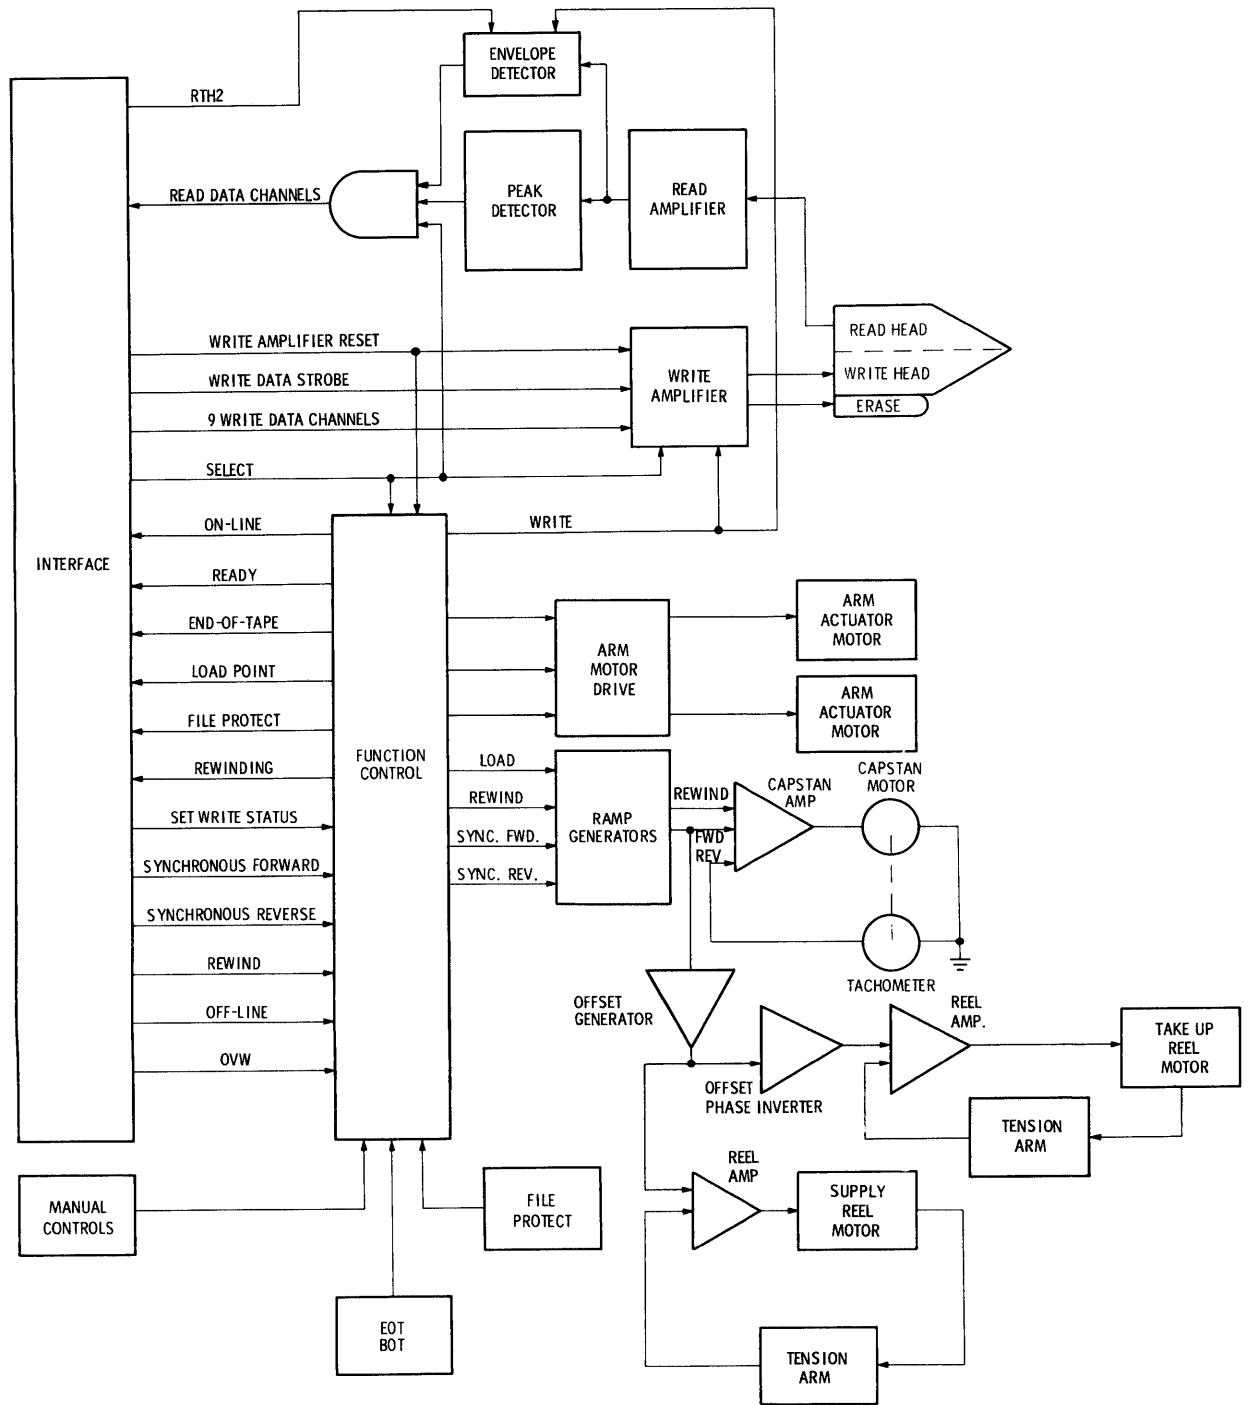 ENVELOPE
DETECTOR
RTH2
READ DATA CHANNELS
PEAK
DETECTOR
READ
AMPLIFIER
READ HEAD
WRITE HEAD
ERASE
WRITE AMPLIFIER RESET
WRITE DATA STROBE
9 WRITE DATA CHANNELS
SELECT
WRITE
AMPLIFIER
INTERFACE
ON-LINE
WRITE
READY
END-OF-TAPE
LOAD POINT
FILE PROTECT
REWINDING
SET WRITE STATUS
SYNCHRONOUS FORWARD
SYNCHRONOUS REVERSE
REWIND
OFF-LINE
OVW
FUNCTION
CONTROL
ARM
MOTOR
DRIVE
ARM
ACTUATOR
MOTOR
ARM
ACTUATOR
MOTOR
LOAD
REWIND
SYNC. FWD.
SYNC. REV.
RAMP
GENERATORS
REWIND
FWD
REV
CAPSTAN
AMP
CAPSTAN
MOTOR
TACHOMETER
OFFSET
GENERATOR
OFFSET
PHASE INVERTER
REEL
AMP.
TAKE UP
REEL
MOTOR
TENSION
ARM
REEL
AMP
SUPPLY
REEL
MOTOR
TENSION
ARM
MANUAL
CONTROLS
FILE
PROTECT
EOT
BOT